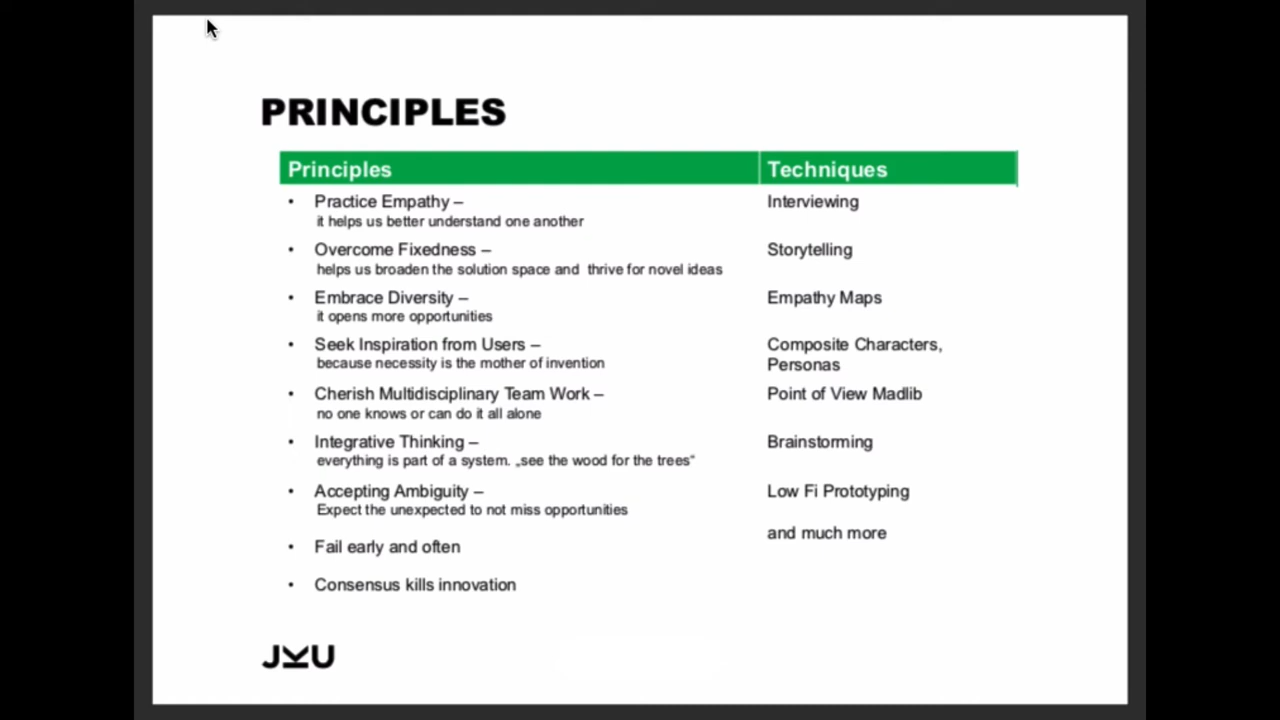 PRINCIPLES
Principles Techniques
• Practice Empathy – Interviewing
it helps us better understand one another
• Overcome Fixedness – Storytelling
helps us broaden the solution space and thrive for novel ideas
• Embrace Diversity – Empathy Maps
it opens more opportunities
• Seek Inspiration from Users – Composite Characters,
because necessity is the mother of invention Personas
• Cherish Multidisciplinary Team Work – Point of View Madlib
no one knows or can do it all alone
• Integrative Thinking – Brainstorming
everything is part of a system. „see the wood for the trees“
• Accepting Ambiguity – Low Fi Prototyping
Expect the unexpected to not miss opportunities
and much more
• Fail early and often
• Consensus kills innovation
JKU